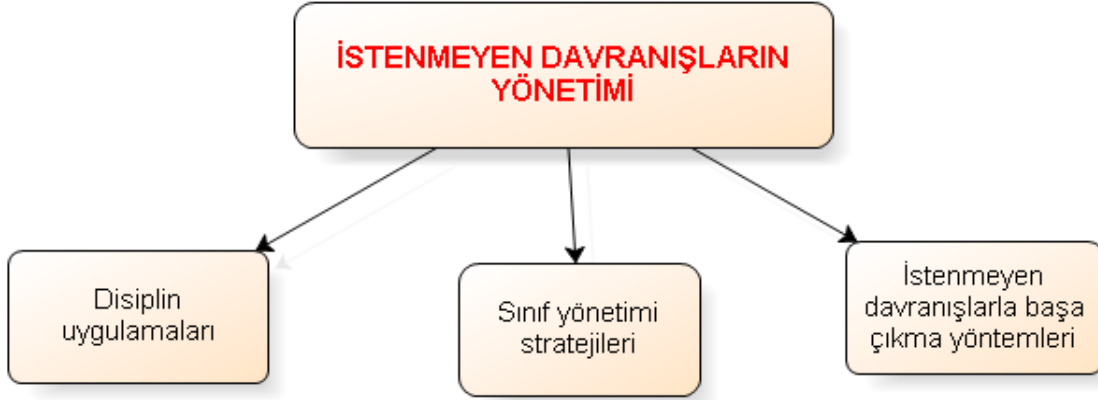 İSTENMEYEN DAVRANIŞLARIN
YÖNETİMİ
Disiplin
uygulamaları
Sınıf yönetimi
stratejileri
İstenmeyen
davranışlarla başa
çıkma yöntemleri